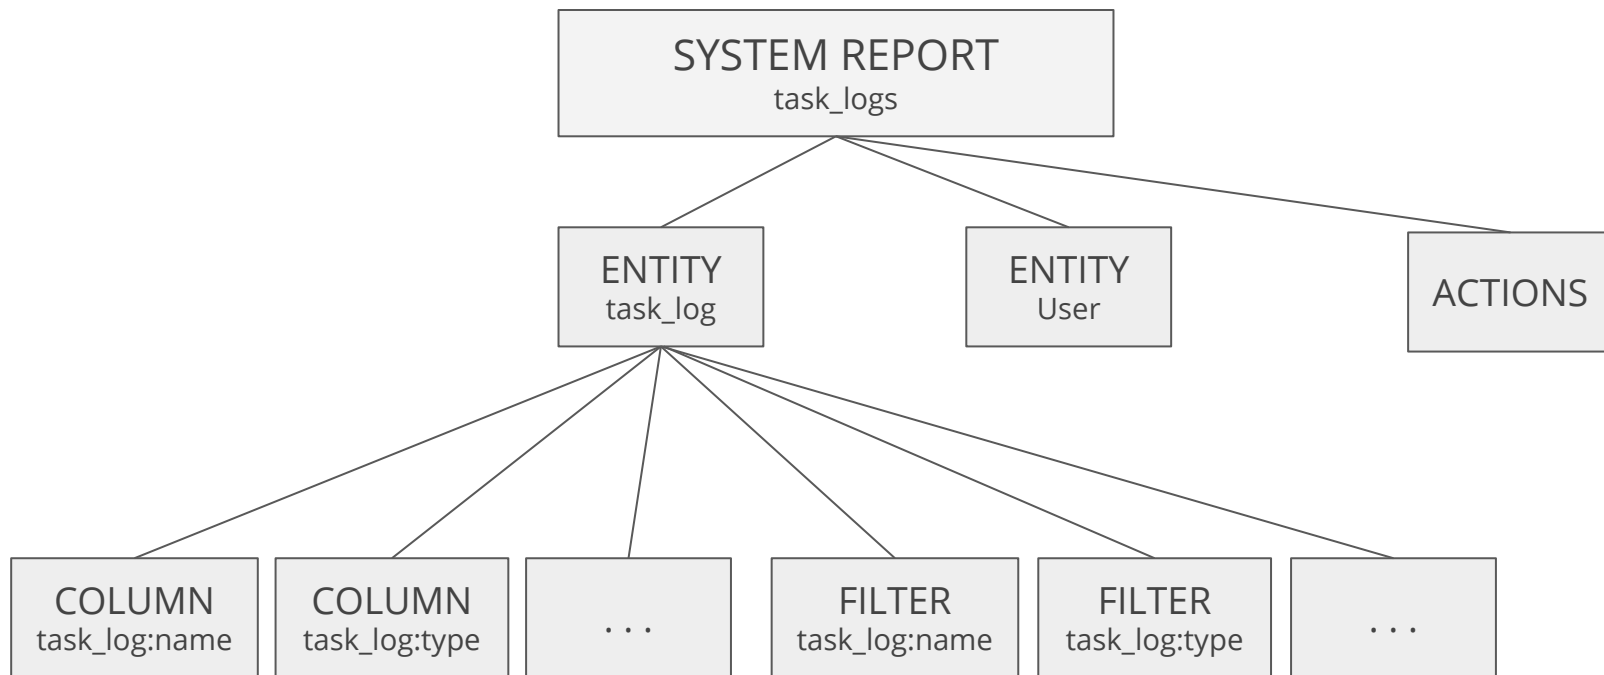 SYSTEM REPORT
task_logs
ENTITY
task_log
ENTITY
User
ACTIONS
COLUMN
task_log:name
COLUMN
task_log:type
. . .
FILTER
task_log:name
FILTER
task_log:type
. . .